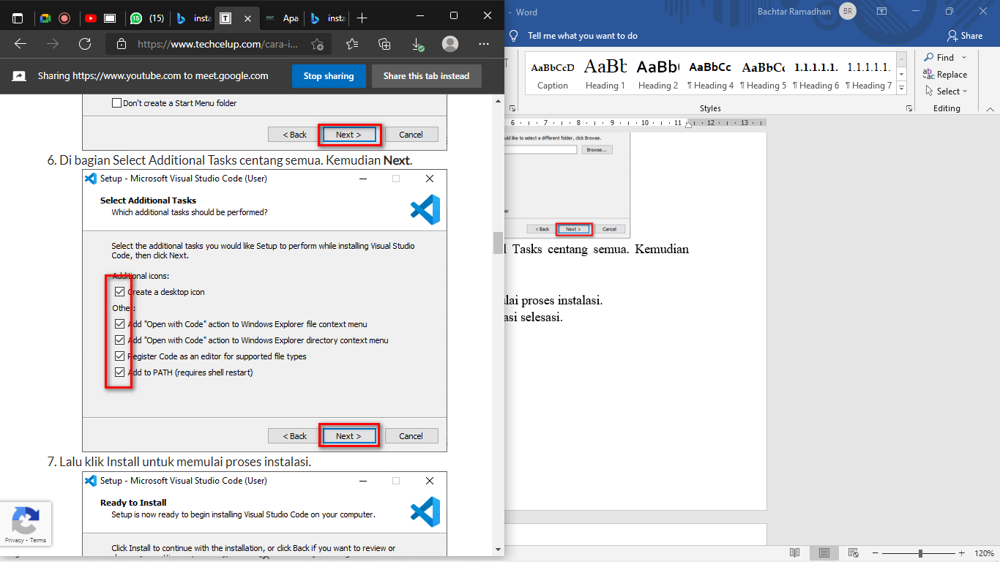 (15)
insta
Apa
insta
https://www.techcelup.com/cara-i...
Sharing https://www.youtube.com to meet.google.com
Stop sharing
Share this tab instead
Don't create a Start Menu folder
< Back
Next >
Cancel
6. Di bagian Select Additional Tasks centang semua. Kemudian Next.
Setup - Microsoft Visual Studio Code (User)
Select Additional Tasks
Which additional tasks should be performed?
Select the additional tasks you would like Setup to perform while installing Visual Studio
Code, then click Next.
Additional icons:
Create a desktop icon
Other:
Add "Open with Code" action to Windows Explorer file context menu
Add "Open with Code" action to Windows Explorer directory context menu
Register Code as an editor for supported file types
Add to PATH (requires shell restart)
< Back
Next >
Cancel
7. Lalu klik Install untuk memulai proses instalasi.
Setup - Microsoft Visual Studio Code (User)
Ready to Install
Setup is now ready to begin installing Visual Studio Code on your computer.
Click Install to continue with the installation, or click Back if you want to review or
Privacy - Terms
- Word
Bachtar Ramadhan
BR
Tell me what you want to do
Share
AaBbCcD
Caption
AaBb
Heading 1
AaBb
Heading 2
AaBbCc
¶ Heading 4
AaBbC
¶ Heading 5
1.1.1.1.1.
¶ Heading 6
1.1.1.1.1.
¶ Heading 7
Styles
Find
Replace
Select
Editing
6 7 8 9 10 11 12 13
uld like to select a different folder, click Browse.
Browse...
er
< Back
Next >
Cancel
l Tasks centang semua. Kemudian
lai proses instalasi.
asi selesasi.
120%